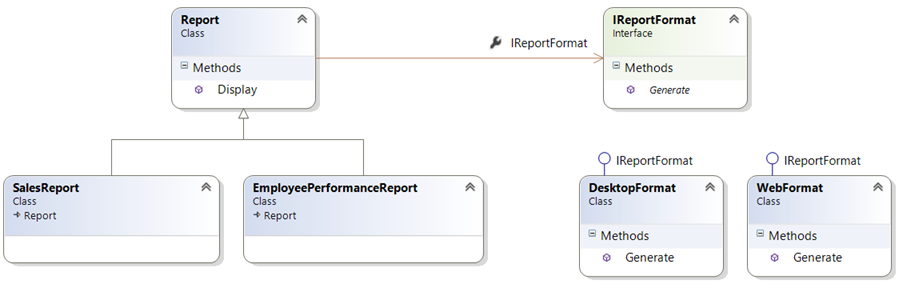 Report
Class
Methods
Display
IReportFormat
IReportFormat
Interface
Methods
Generate
SalesReport
Class
Report
EmployeePerformanceReport
Class
Report
IReportFormat
DesktopFormat
Class
Methods
Generate
IReportFormat
WebFormat
Class
Methods
Generate